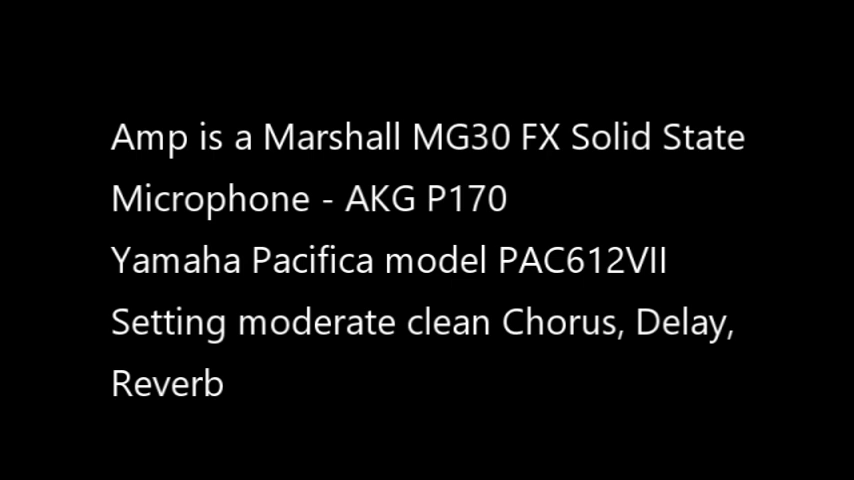 Amp is a Marshall MG30 FX Solid State
Microphone - AKG P170
Yamaha Pacifica model PAC612VII
Setting moderate clean Chorus, Delay,
Reverb